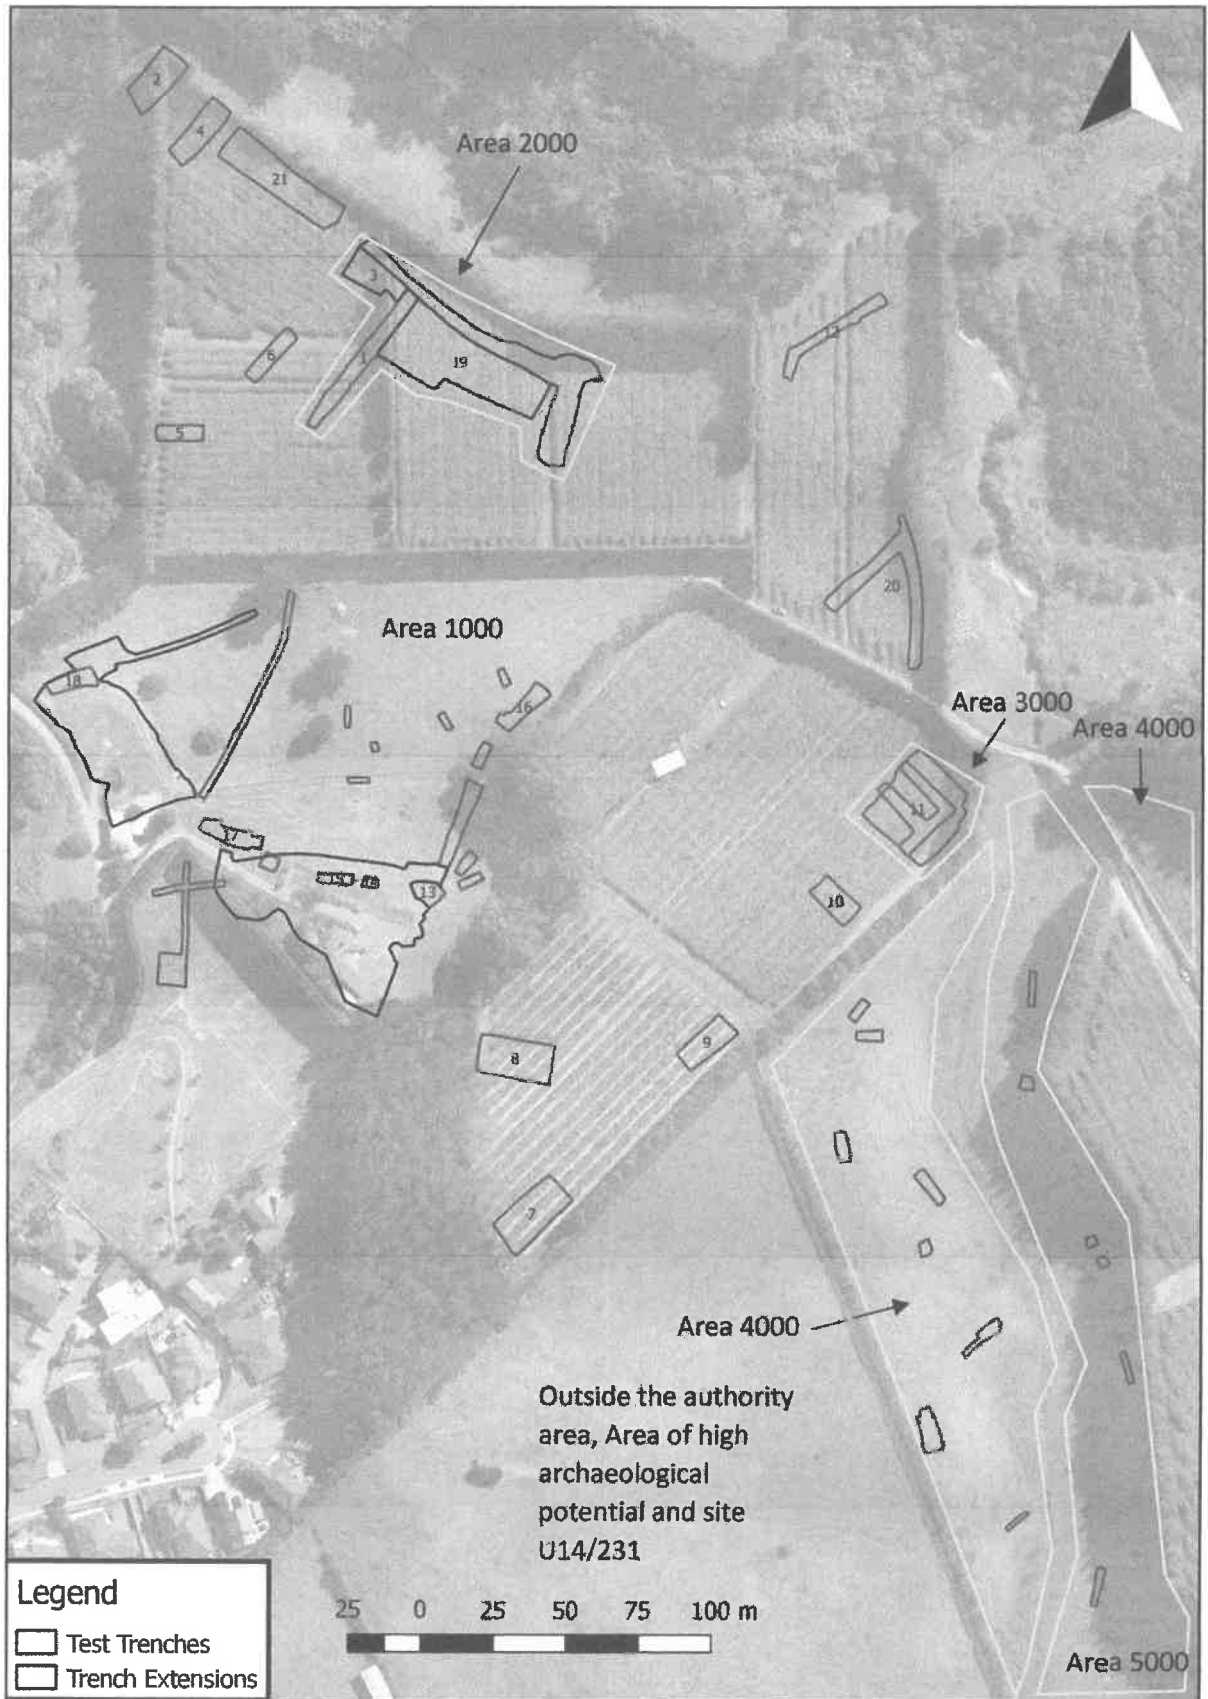 2
4
21
Area 2000
3
12
6
1
19
5
20
Area 1000
18
16
Area 3000
Area 4000
11
17
13
10
8
9
7
Area 4000
Outside the authority
area, Area of high
archaeological
potential and site
U14/231
Legend
25 0 25 50 75 100 m
Test Trenches
Trench Extensions
Area 5000